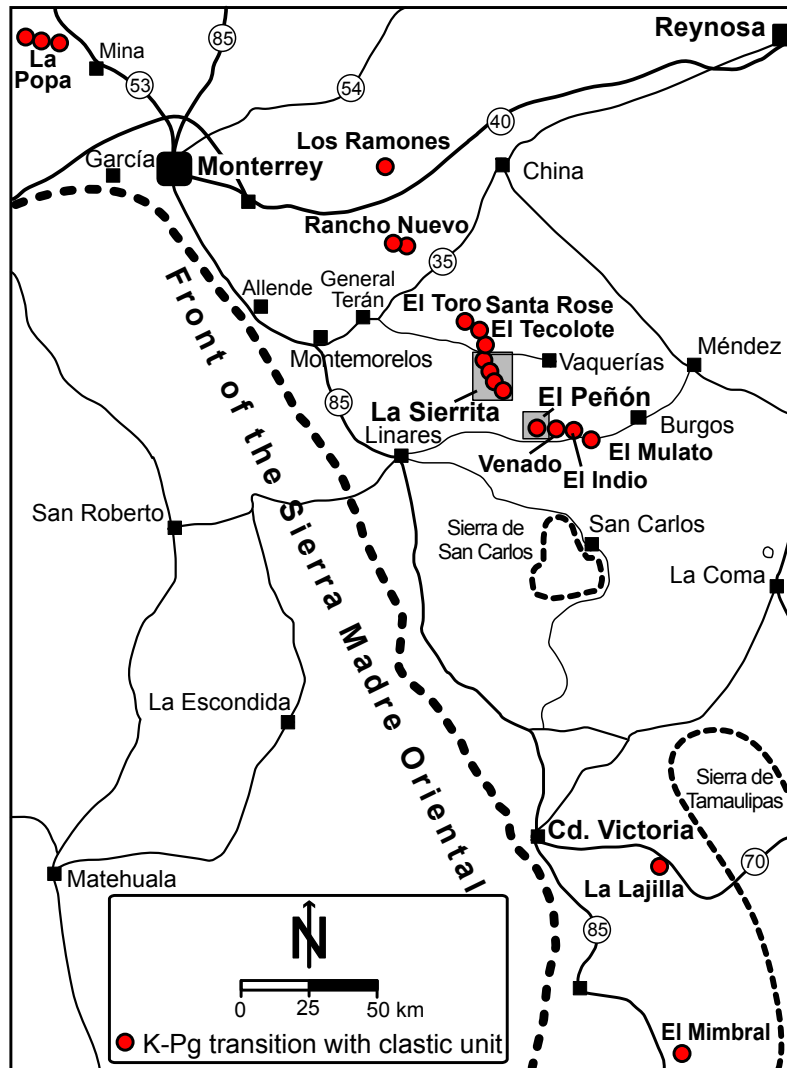 85
Reynosa
La
Popa
Mina
53
54
40
Los Ramones
García
Monterrey
China
Rancho Nuevo
35
Allende
General
Terán
El Toro
Santa Rose
El Tecolote
Montemorelos
Vaquerías
Méndez
85
La Sierrita
El Peñón
Burgos
Linares
Venado
El Mulato
El Indio
San Roberto
Sierra de
San Carlos
San Carlos
La Coma
Front of the Sierra Madre Oriental
La Escondida
Sierra de
Tamaulipas
Cd. Victoria
70
Matehuala
La Lajilla
85
N
0 25 50 km
El Mimbral
K-Pg transition with clastic unit